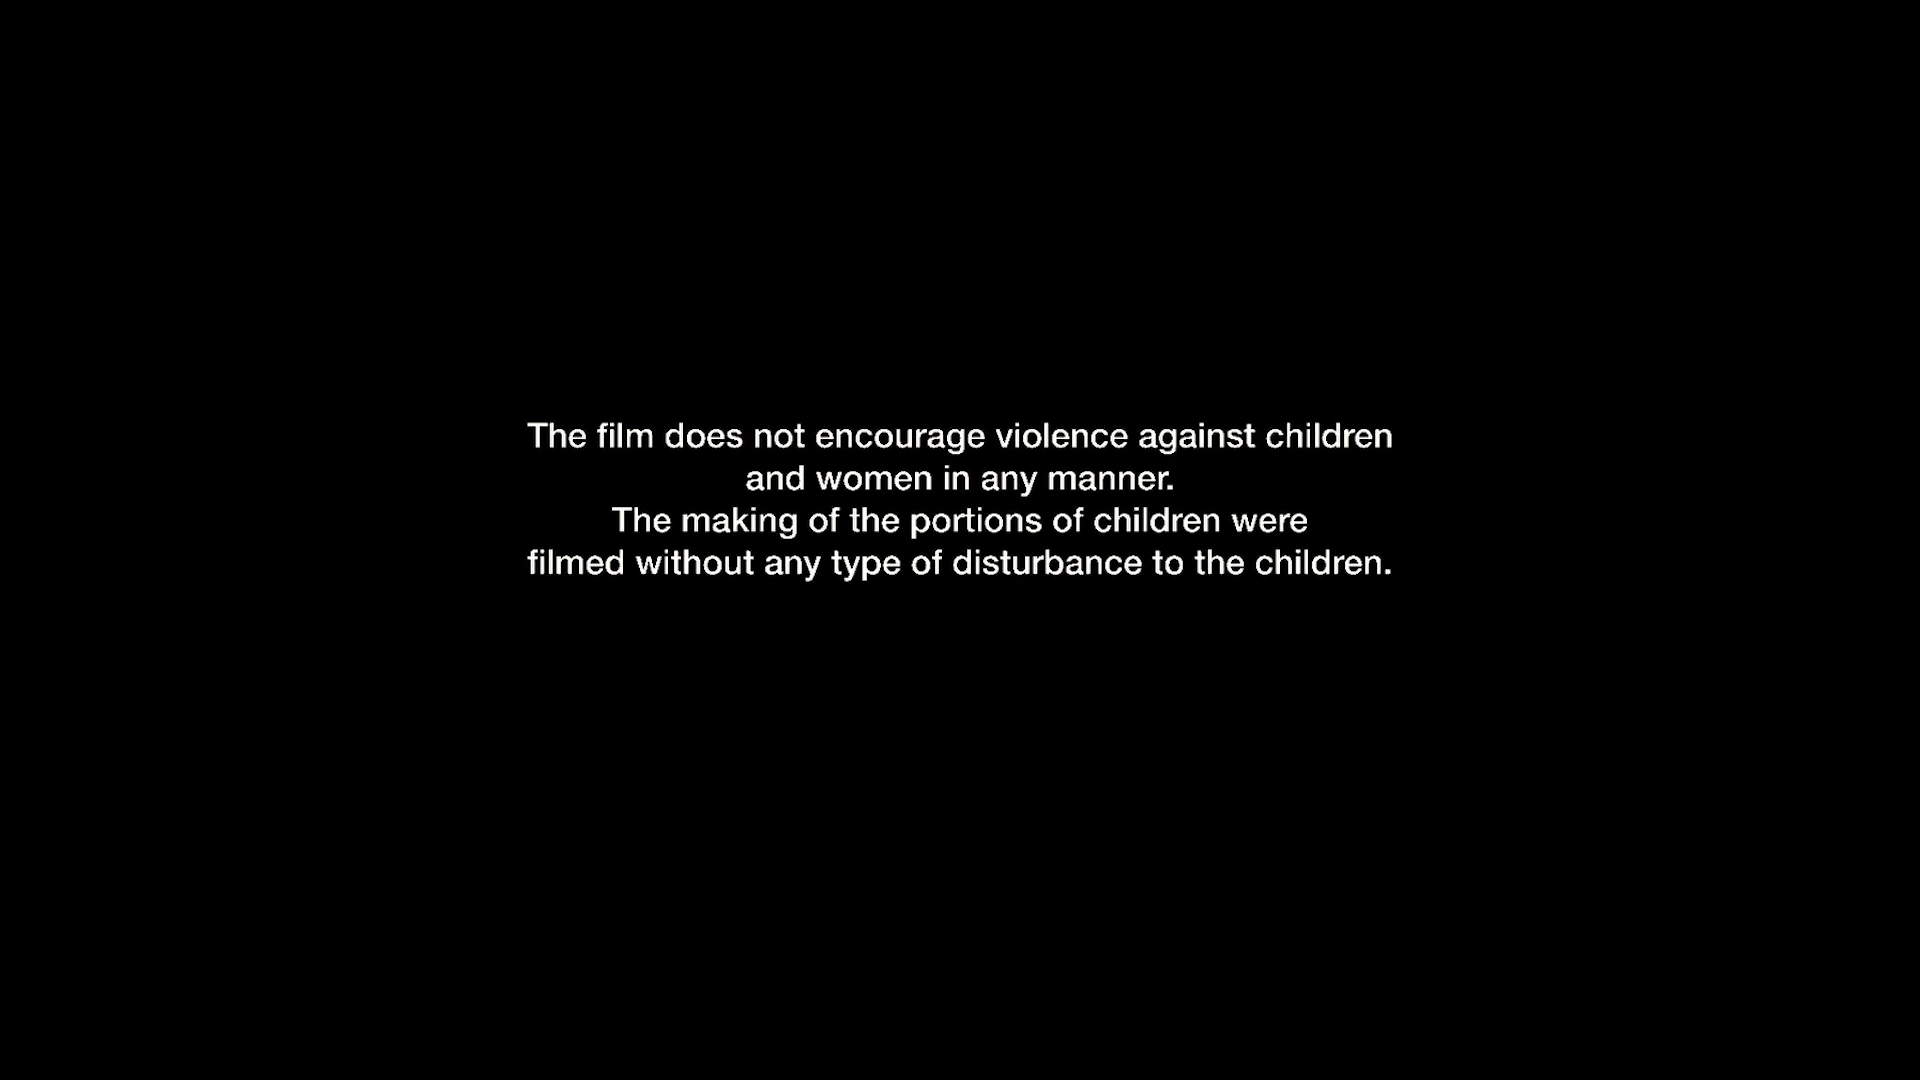 The film does not encourage violence against children
and women in any manner.
The making of the portions of children were
filmed without any type of disturbance to the children.